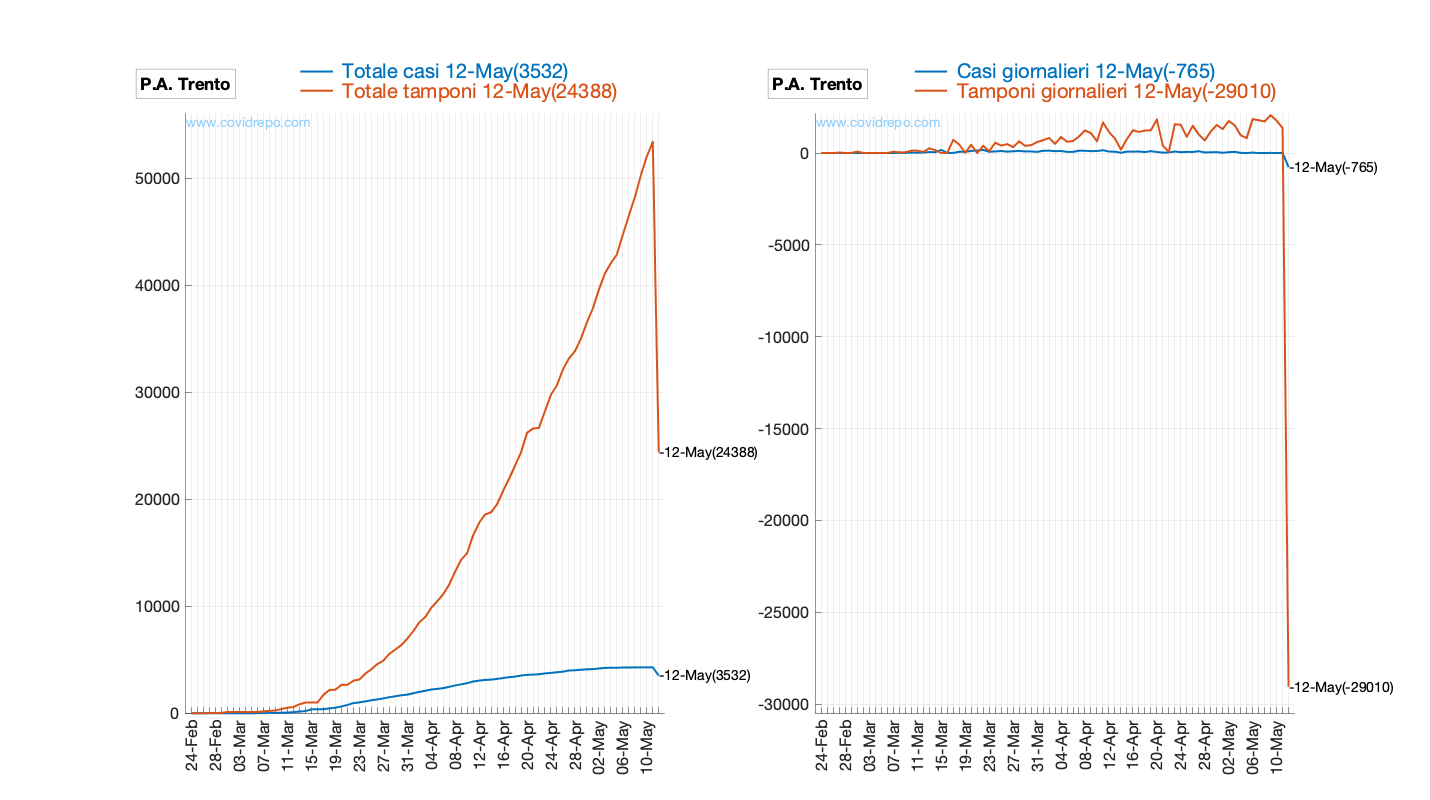 P.A. Trento
Totale casi 12-May(3532)
Totale tamponi 12-May(24388)
www.covidrepo.com
50000
40000
30000
20000
10000
0
-12-May(24388)
-12-May(3532)
24-Feb
28-Feb
03-Mar
07-Mar
11-Mar
15-Mar
19-Mar
23-Mar
27-Mar
31-Mar
04-Apr
08-Apr
12-Apr
16-Apr
20-Apr
24-Apr
28-Apr
02-May
06-May
10-May
P.A. Trento
Casi giornalieri 12-May(-765)
Tamponi giornalieri 12-May(-29010)
www.covidrepo.com
0
-5000
-10000
-15000
-20000
-25000
-30000
-12-May(-765)
-12-May(-29010)
24-Feb
28-Feb
03-Mar
07-Mar
11-Mar
15-Mar
19-Mar
23-Mar
27-Mar
31-Mar
04-Apr
08-Apr
12-Apr
16-Apr
20-Apr
24-Apr
28-Apr
02-May
06-May
10-May